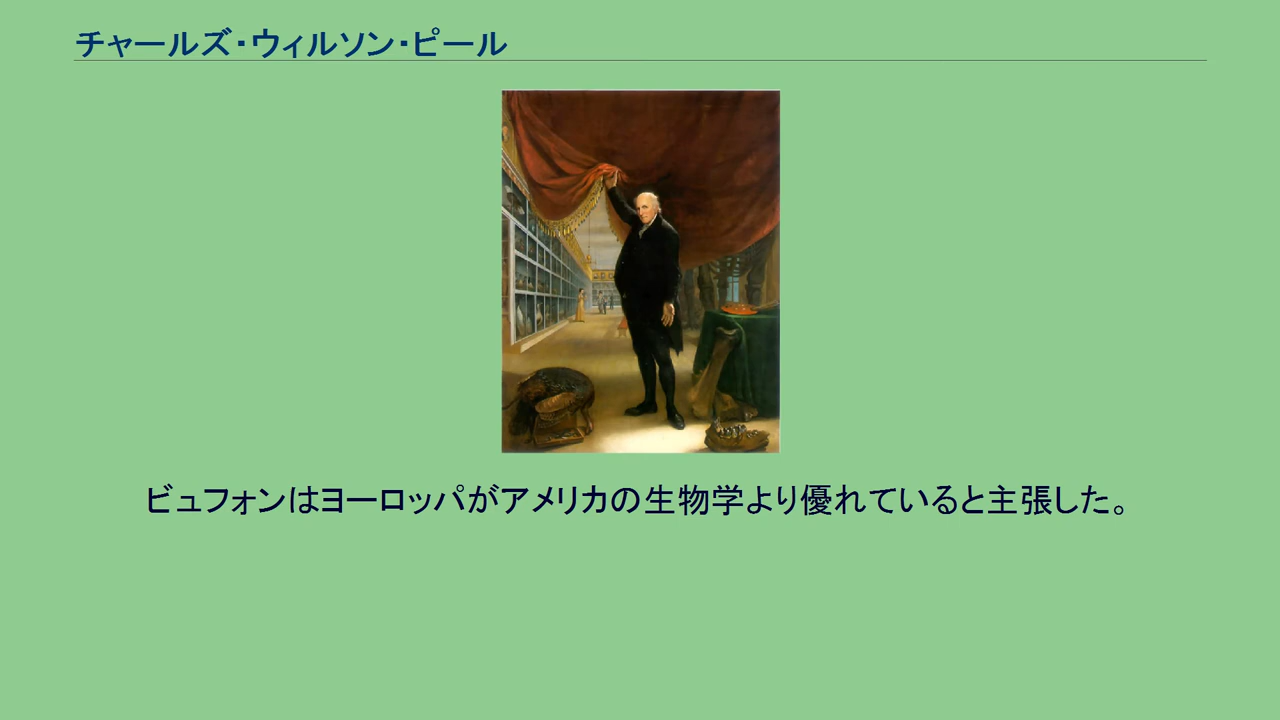 チャールズ・ウィルソン・ピール
ビュフォンはヨーロッパがアメリカの生物学より優れていると主張した。